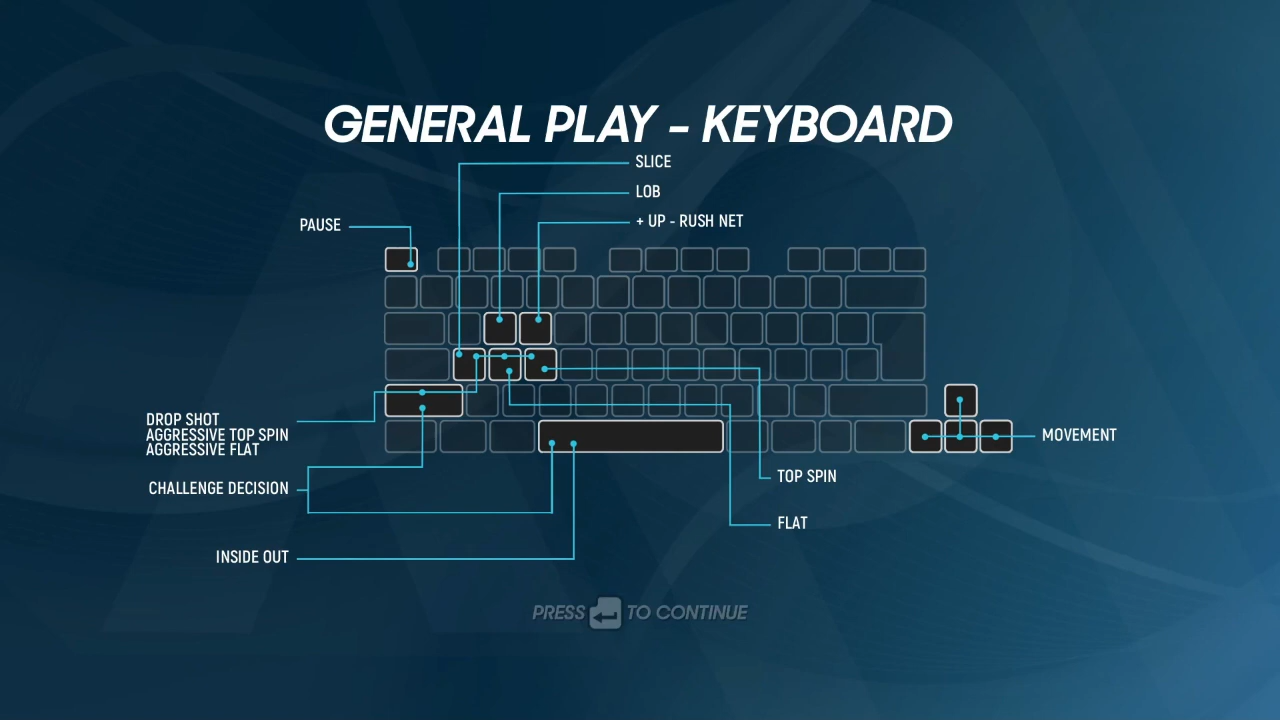 GENERAL PLAY - KEYBOARD
SLICE
LOB
+ UP - RUSH NET
PAUSE
DROP SHOT
AGGRESSIVE TOP SPIN
AGGRESSIVE FLAT
MOVEMENT
CHALLENGE DECISION
TOP SPIN
FLAT
INSIDE OUT
PRESS TO CONTINUE